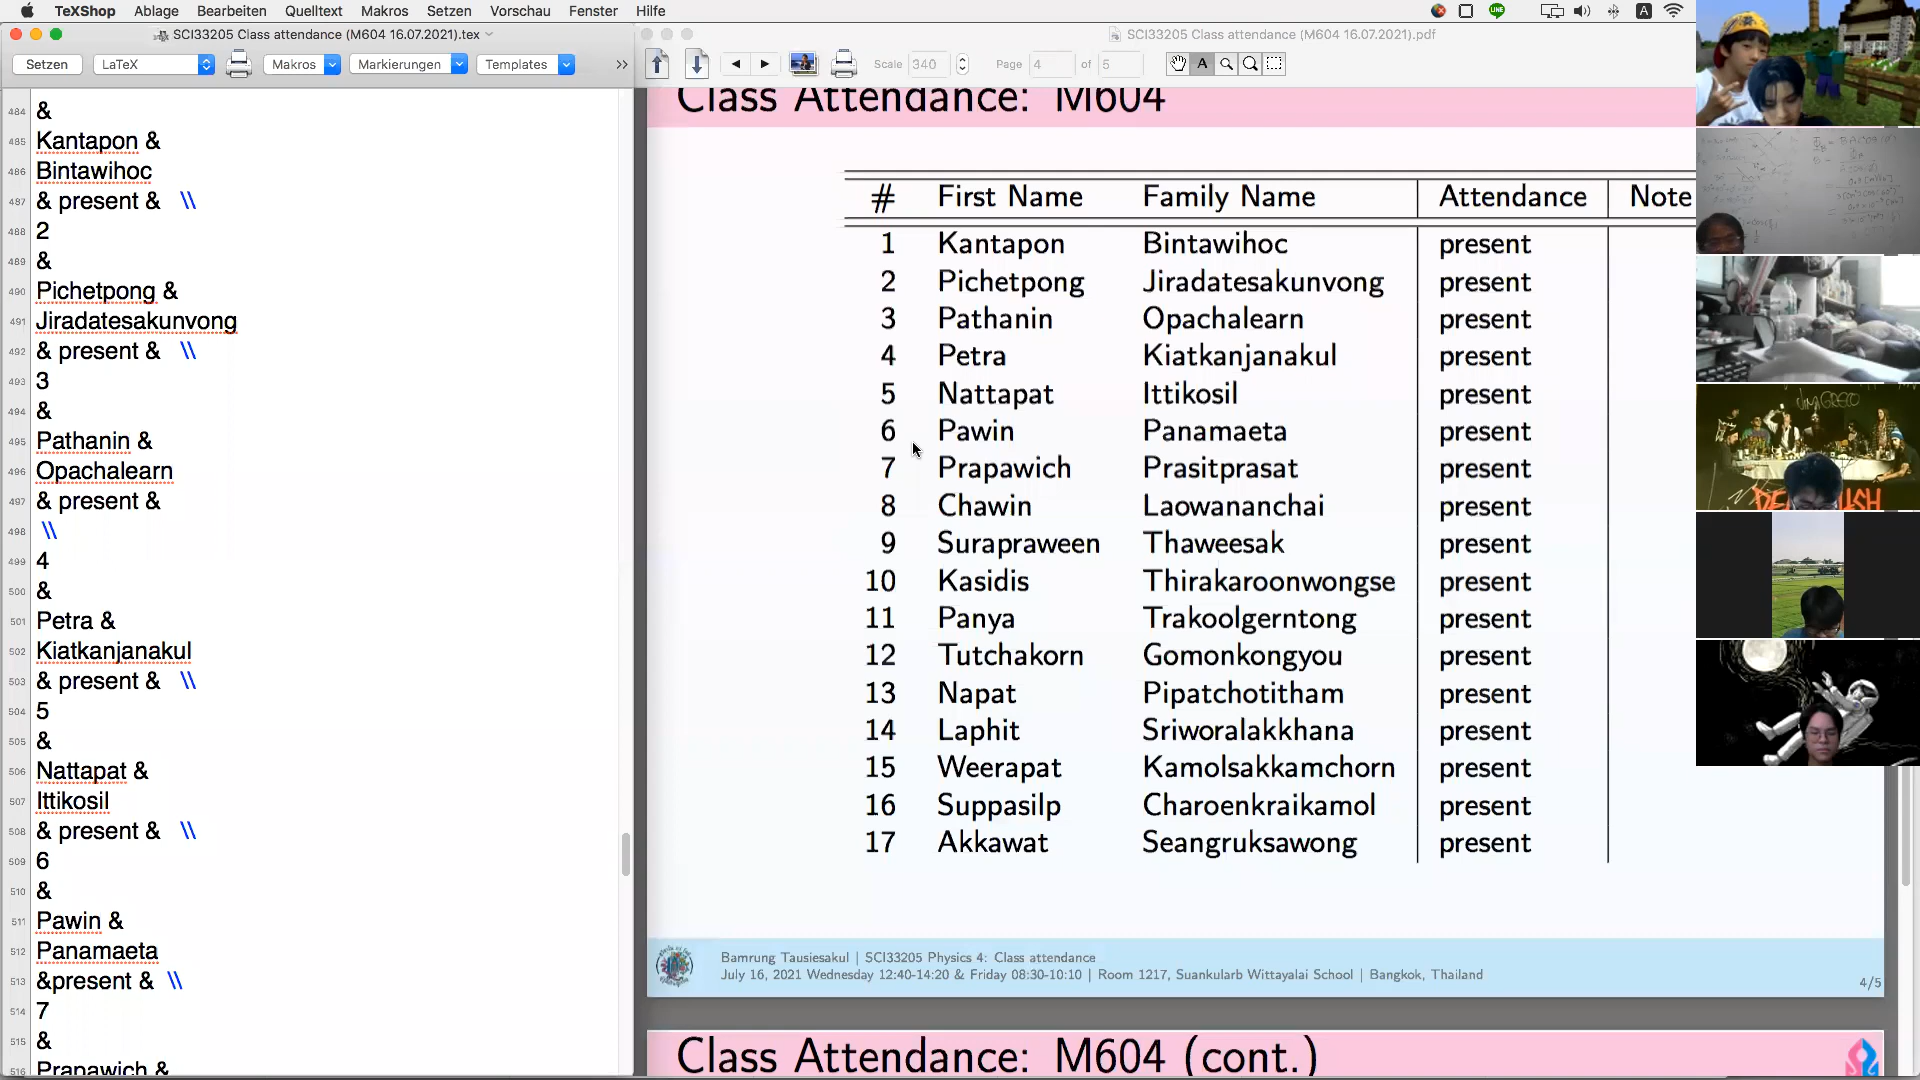 TeXShop Ablage Bearbeiten Quelltext Makros Setzen Vorschau Fenster Hilfe
A
SCI33205 Class attendance (M604 16.07.2021).tex
Setzen LaTeX Makros Markierungen Templates »
484 &
485 Kantapon &
486 Bintawihoc
487 & present & \\
488 2
489 &
490 Pichetpong &
491 Jiradatesakunvong
492 & present & \\
493 3
494 &
495 Pathanin &
496 Opachalearn
497 & present &
498 \\
499 4
500 &
501 Petra &
502 Kiatkanjanakul
503 & present & \\
504 5
505 &
506 Nattapat &
507 Ittikosil
508 & present & \\
509 6
510 &
511 Pawin &
512 Panamaeta
513 &present & \\
514 7
515 &
516 Prapawich &
SCI33205 Class attendance (M604 16.07.2021).pdf
Scale 340 Page 4 of 5 A
Class Attendance: M604
# First Name Family Name Attendance Note
1 Kantapon Bintawihoc present
2 Pichetpong Jiradatesakunvong present
3 Pathanin Opachalearn present
4 Petra Kiatkanjanakul present
5 Nattapat Ittikosil present
6 Pawin Panamaeta present
7 Prapawich Prasitprasat present
8 Chawin Laowananchai present
9 Surapraween Thaweesak present
10 Kasidis Thirakaroonwongse present
11 Panya Trakoolgerntong present
12 Tutchakorn Gomonkongyou present
13 Napat Pipatchotitham present
14 Laphit Sriworalakkhana present
15 Weerapat Kamolsakkamchorn present
16 Suppasilp Charoenkraikamol present
17 Akkawat Seangruksawong present
Bamrung Tausiesakul | SCI33205 Physics 4: Class attendance
July 16, 2021 Wednesday 12:40-14:20 & Friday 08:30-10:10 | Room 1217, Suankularb Wittayalai School | Bangkok, Thailand
4/5
Class Attendance: M604 (cont.)